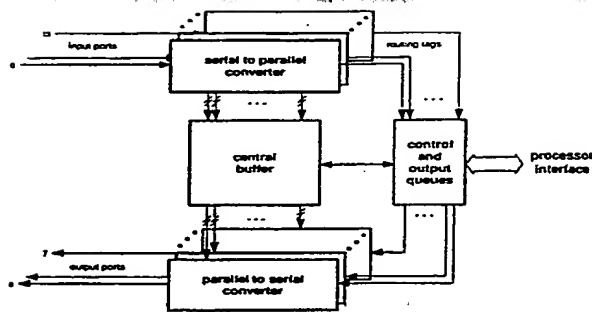 input ports
routing tags
serial to parallel
converter
central
buffer
control
and
output
queues
processor
interface
7
output ports
parallel to serial
converter